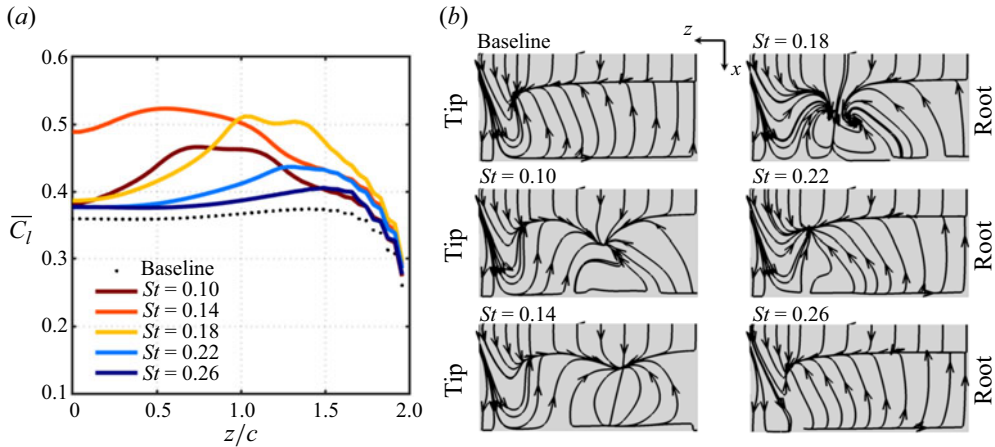 (a)
0.6
0.5
0.4
0.3
0.2
0.1
C_l
0
0.5
1.0
1.5
2.0
z/c
Baseline
St = 0.10
St = 0.14
St = 0.18
St = 0.22
St = 0.26
(b)
Baseline
z
x
St = 0.18
Tip
Root
St = 0.10
St = 0.22
Tip
Root
St = 0.14
St = 0.26
Tip
Root